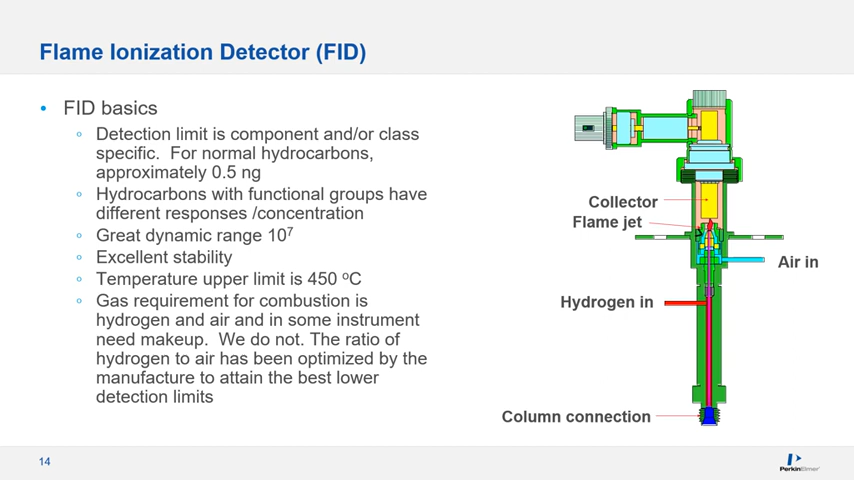 Flame Ionization Detector (FID)
• FID basics
o Detection limit is component and/or class
specific. For normal hydrocarbons,
approximately 0.5 ng
o Hydrocarbons with functional groups have
different responses /concentration
o Great dynamic range 10⁷
o Excellent stability
o Temperature upper limit is 450 ºC
o Gas requirement for combustion is
hydrogen and air and in some instrument
need makeup. We do not. The ratio of
hydrogen to air has been optimized by the
manufacture to attain the best lower
detection limits
Collector
Flame jet
Air in
Hydrogen in
Column connection
14
PerkinElmer